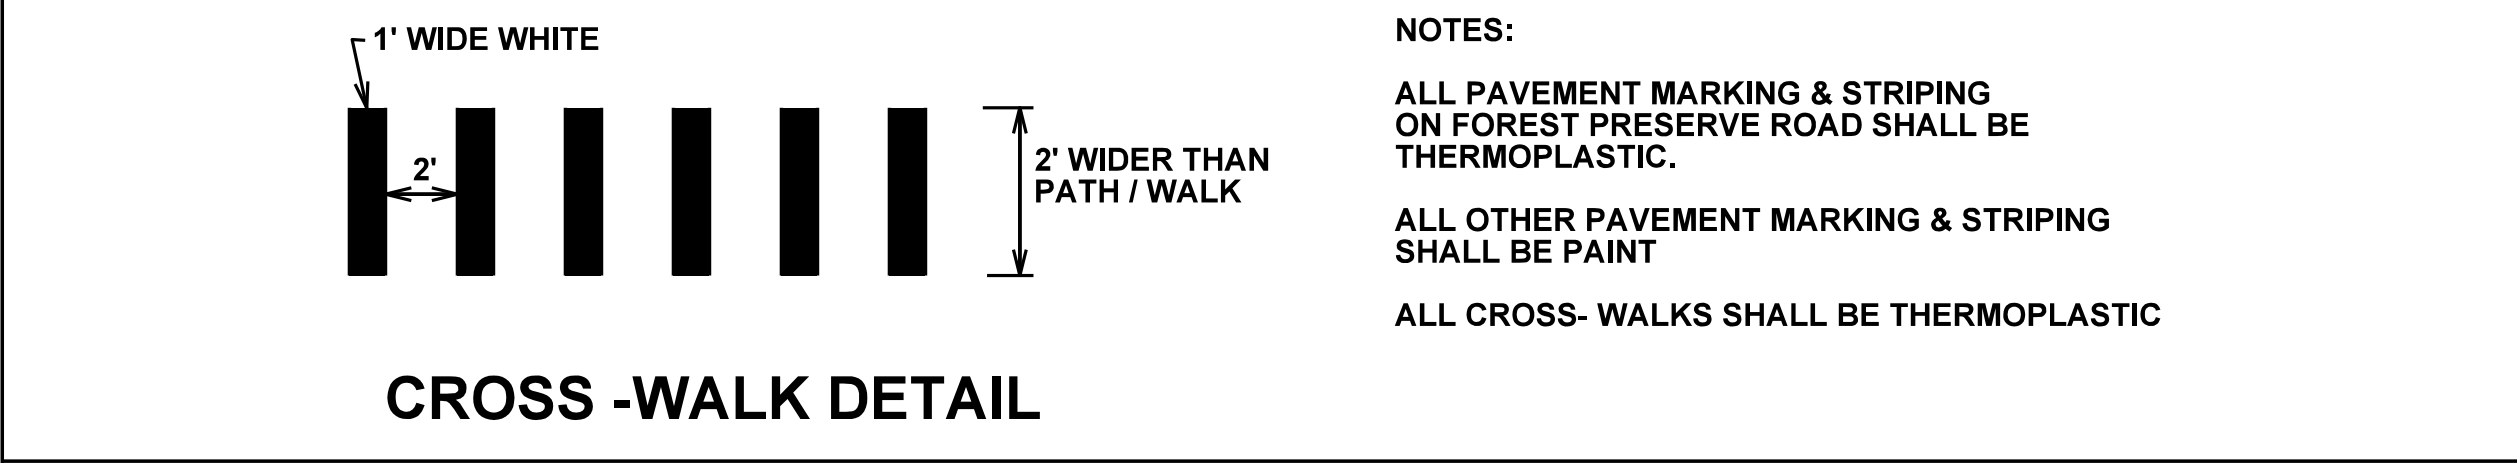 1' WIDE WHITE
2'
2' WIDER THAN
PATH / WALK
CROSS -WALK DETAIL
NOTES:
ALL PAVEMENT MARKING & STRIPING
ON FOREST PRESERVE ROAD SHALL BE
THERMOPLASTIC.
ALL OTHER PAVEMENT MARKING & STRIPING
SHALL BE PAINT
ALL CROSS- WALKS SHALL BE THERMOPLASTIC